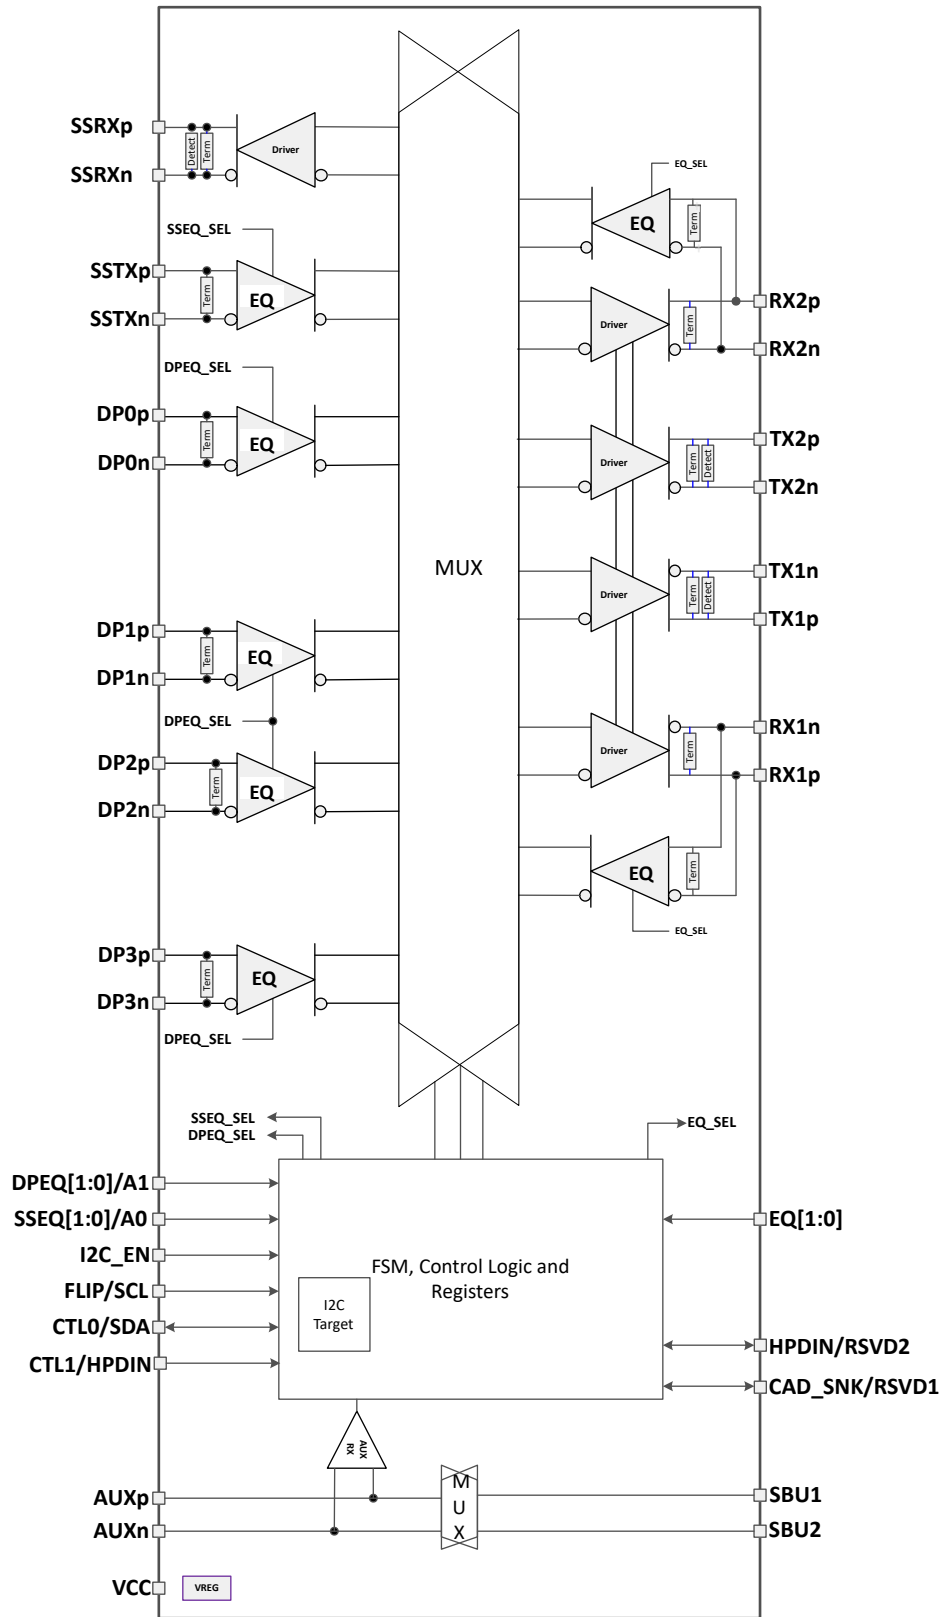 SSRXp
Detect
Term
Driver
SSRXn
EQ_SEL
EQ
Term
SSEQ_SEL
SSTXp
Term
EQ
SSTXn
RX2p
Driver
Term
RX2n
DPEQ_SEL
DP0p
Term
EQ
DP0n
TX2p
Driver
Term
Detect
TX2n
MUX
TX1n
Driver
Term
Detect
TX1p
DP1p
Term
EQ
DP1n
DPEQ_SEL
RX1n
Driver
Term
RX1p
DP2p
Term
EQ
DP2n
EQ
Term
EQ_SEL
DP3p
Term
EQ
DP3n
DPEQ_SEL
SSEQ_SEL
DPEQ_SEL
EQ_SEL
DPEQ[1:0]/A1
SSEQ[1:0]/A0
I2C_EN
FLIP/SCL
CTL0/SDA
CTL1/HPDIN
FSM, Control Logic and
Registers
I2C
Target
EQ[1:0]
HPDIN/RSVD2
CAD_SNK/RSVD1
AUX
RX
AUXp
AUXn
M
U
X
SBU1
SBU2
VCC
VREG